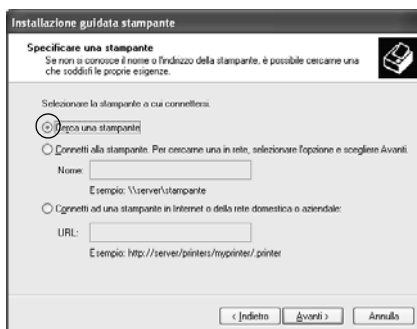 Installazione guidata stampante
Specificare una stampante
Se non si conosce il nome o l'indirizzo della stampante, è possibile cercarne una
che soddisfi le proprie esigenze.
Selezionare la stampante a cui connettersi.
Cerca una stampante
Connetti alla stampante. Per cercarne una in rete, selezionare l'opzione e scegliere Avanti.
Nome:
Esempio: \\server\stampante
Connetti ad una stampante in Internet o della rete domestica o aziendale:
URL:
Esempio: http://server/printers/myprinter/.printer
< Indietro
Avanti >
Annulla